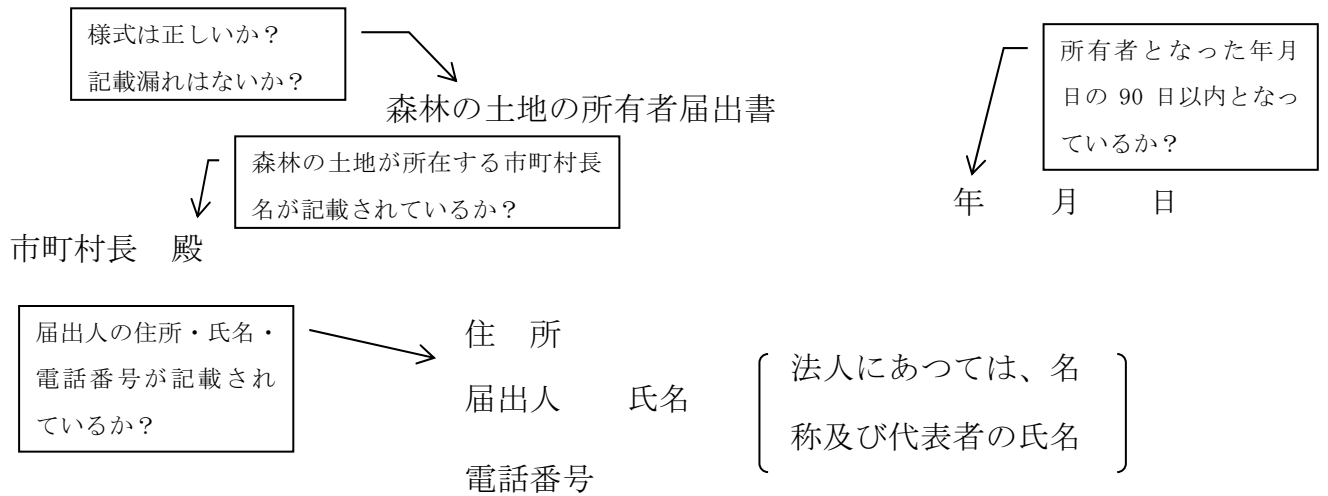 様式は正しいか？
記載漏れはないか？
所有者となった年月
日の 90 日以内となっ
ているか？
森林の土地の所有者届出書
森林の土地が所在する市町村長
名が記載されているか？
年　　月　　日
市町村長　殿
届出人の住所・氏名・
電話番号が記載され
ているか？
住　所
届出人　　氏名
法人にあつては、名
称及び代表者の氏名
電話番号